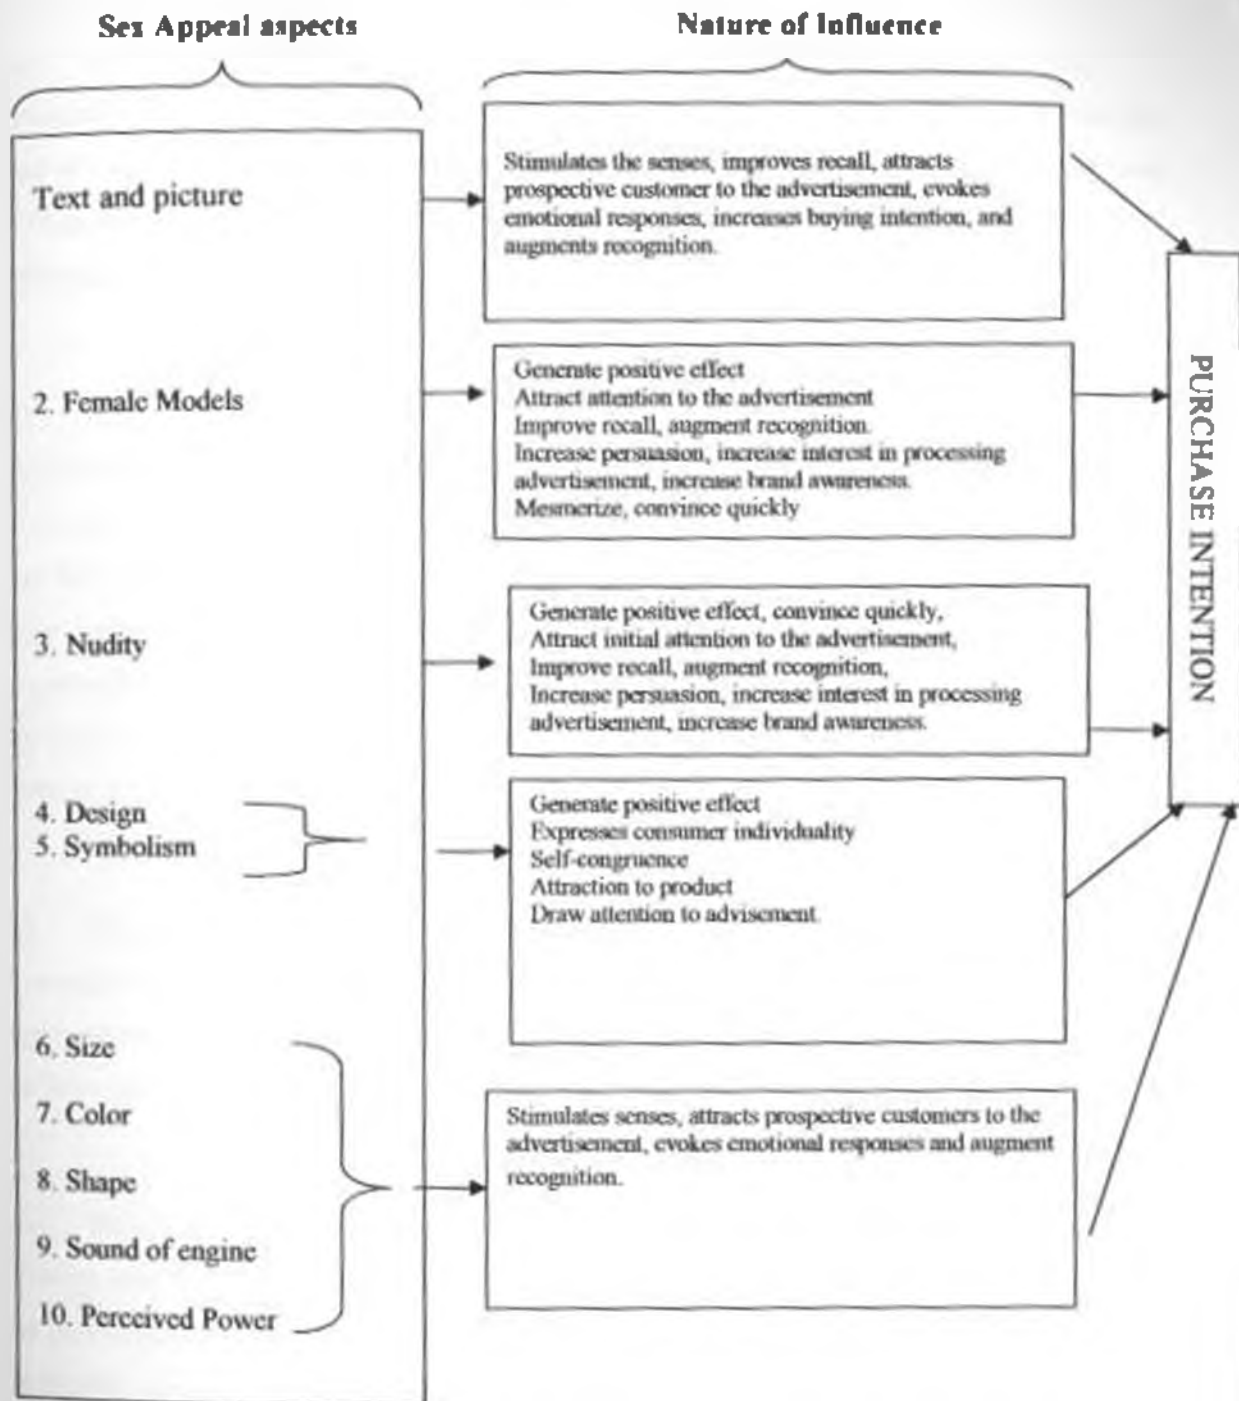 Sex Appeal aspects
Nature of Influence
Text and picture
Stimulates the senses, improves recall, attracts
prospective customer to the advertisement, evokes
emotional responses, increases buying intention, and
augments recognition.
2. Female Models
Generate positive effect
Attract attention to the advertisement
Improve recall, augment recognition.
Increase persuasion, increase interest in processing
advertisement, increase brand awareness.
Mesmerize, convince quickly
PURCHASE INTENTION
3. Nudity
Generate positive effect, convince quickly,
Attract initial attention to the advertisement,
Improve recall, augment recognition,
Increase persuasion, increase interest in processing
advertisement, increase brand awareness.
4. Design
5. Symbolism
Generate positive effect
Expresses consumer individuality
Self-congruence
Attraction to product
Draw attention to advisement
6. Size
7. Color
8. Shape
9. Sound of engine
10. Perceived Power
Stimulates senses, attracts prospective customers to the
advertisement, evokes emotional responses and augment
recognition.